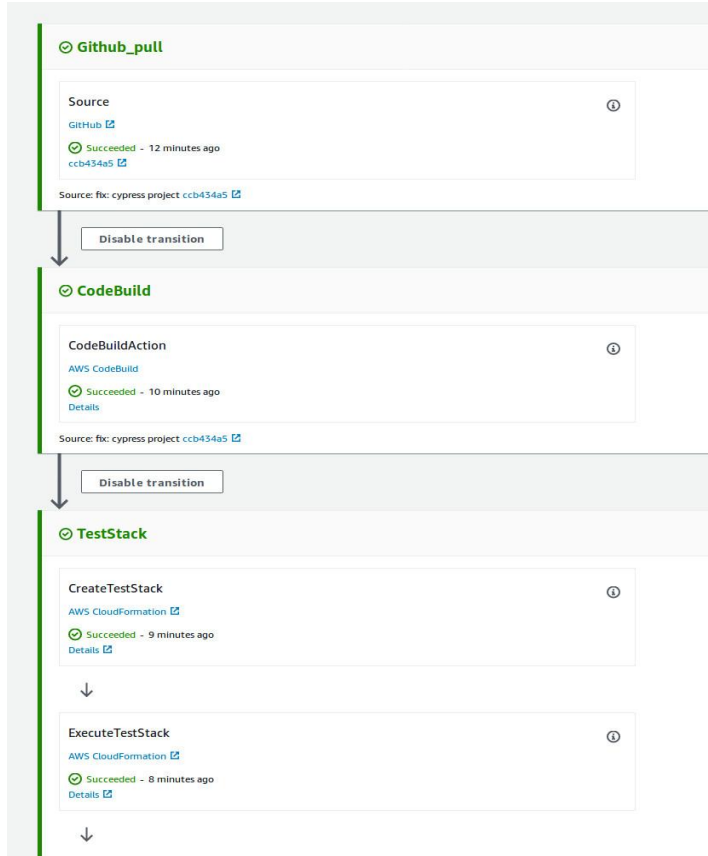 Github_pull
Source
GitHub
Succeeded - 12 minutes ago
ccb434a5
Source: fix: cypress project ccb434a5
Disable transition
CodeBuild
CodeBuildAction
AWS CodeBuild
Succeeded - 10 minutes ago
Details
Source: fix: cypress project ccb434a5
Disable transition
TestStack
CreateTestStack
AWS CloudFormation
Succeeded - 9 minutes ago
Details
ExecuteTestStack
AWS CloudFormation
Succeeded - 8 minutes ago
Details